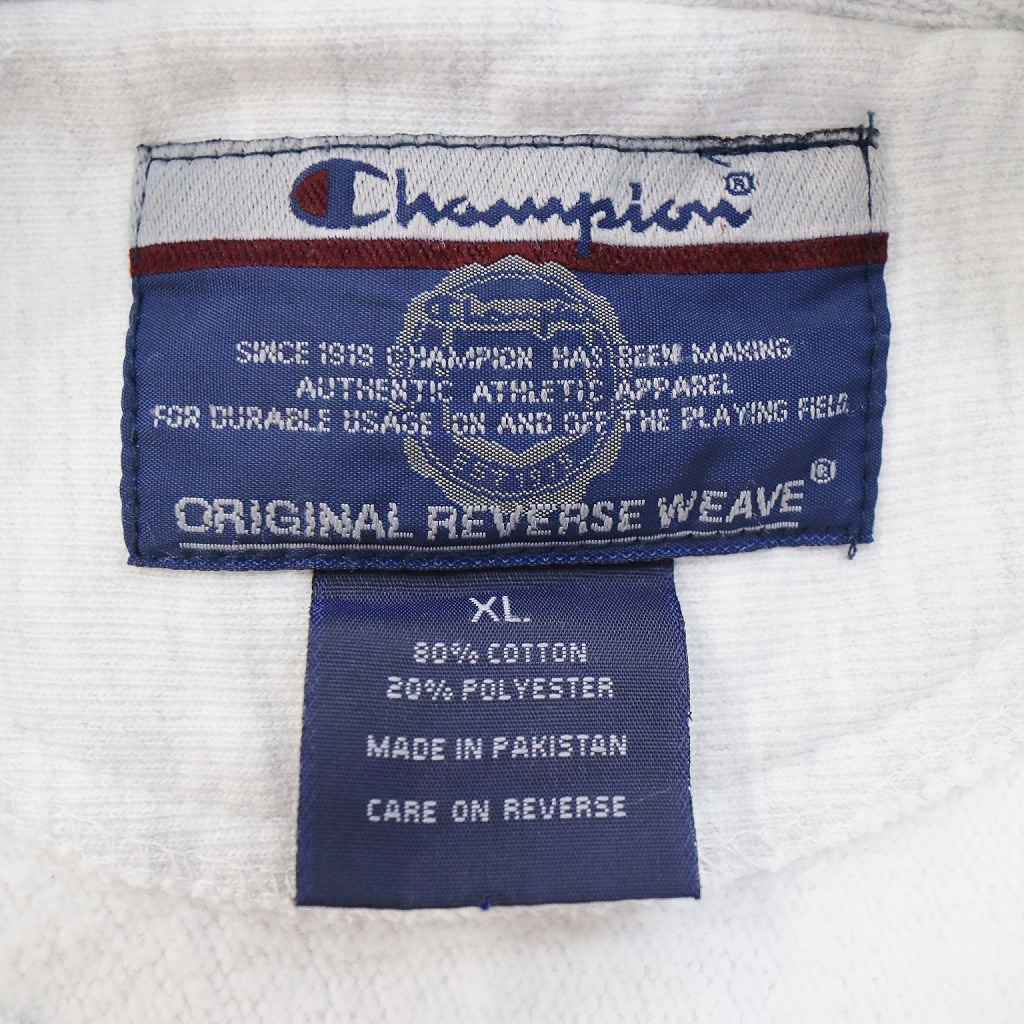 Champion®
SINCE 1919 CHAMPION HAS BEEN MAKING
AUTHENTIC ATHLETIC APPAREL
FOR DURABLE USAGE ON AND OFF THE PLAYING FIELD.
ORIGINAL REVERSE WEAVE®
XL.
80% COTTON
20% POLYESTER
MADE IN PAKISTAN
CARE ON REVERSE